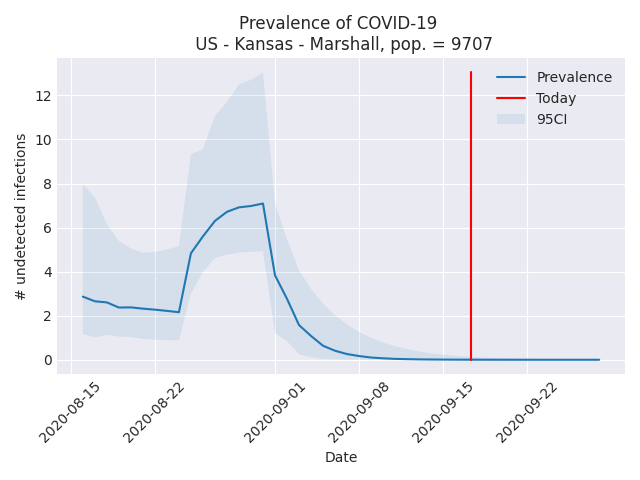 Prevalence of COVID-19
US - Kansas - Marshall, pop. = 9707
Prevalence
Today
95CI
12
10
8
6
4
2
0
# undetected infections
2020-08-15
2020-08-22
2020-09-01
2020-09-08
2020-09-15
2020-09-22
Date